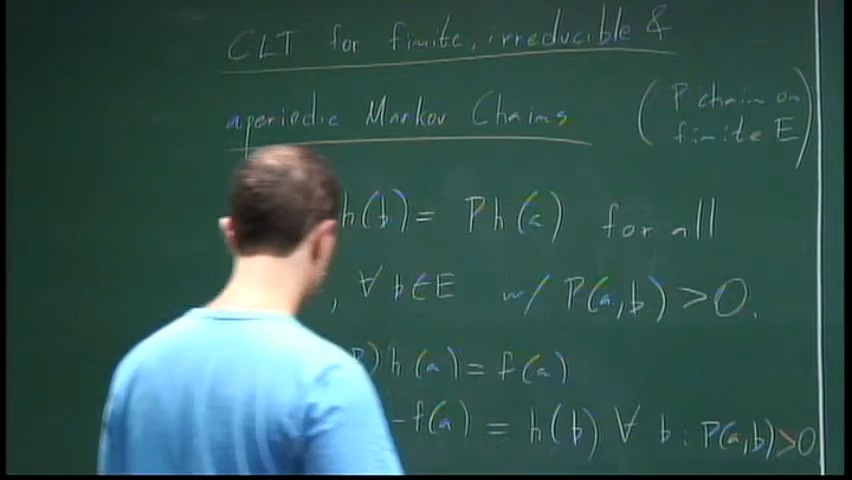 CLT for finite, irreducible &
aperiodic Markov Chains
(P chain on
finite E)
h(b) = Ph(a) for all
, ∀ b∈E w/ P(a,b) > 0.
)h(a) = f(a)
-f(a) = h(b) ∀ b : P(a,b)>0